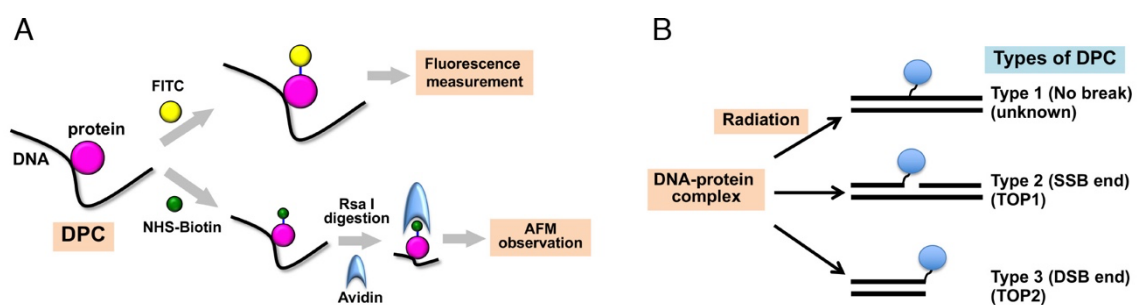 A
FITC
protein
DNA
DPC
NHS-Biotin
Fluorescence
measurement
Rsa I
digestion
Avidin
AFM
observation
B
Types of DPC
Radiation
DNA-protein
complex
Type 1 (No break)
(unknown)
Type 2 (SSB end)
(TOP1)
Type 3 (DSB end)
(TOP2)